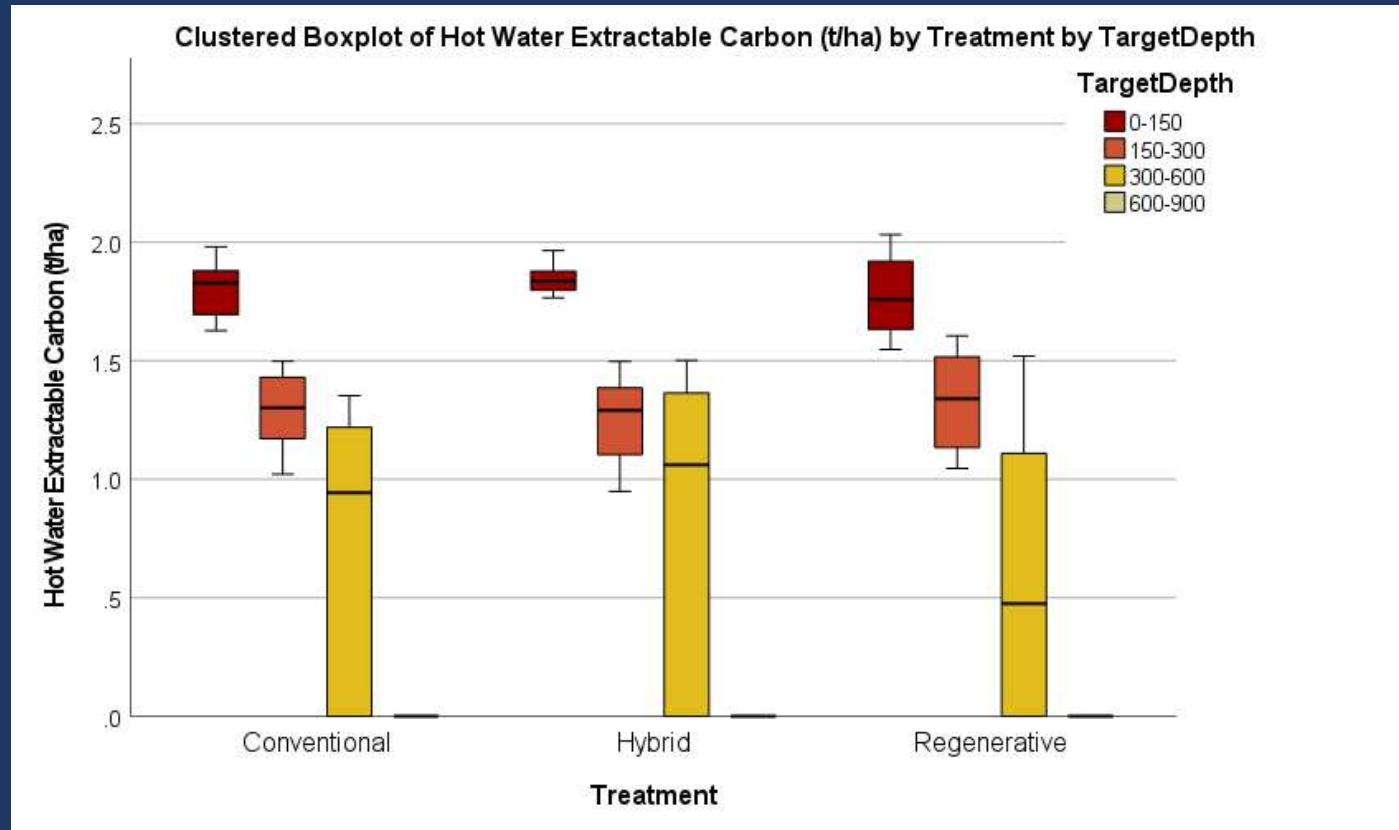 Clustered Boxplot of Hot Water Extractable Carbon (t/ha) by Treatment by TargetDepth
TargetDepth
0-150
150-300
300-600
600-900
Hot Water Extractable Carbon (t/ha)
2.5
2.0
1.5
1.0
.5
.0
Conventional
Hybrid
Regenerative
Treatment